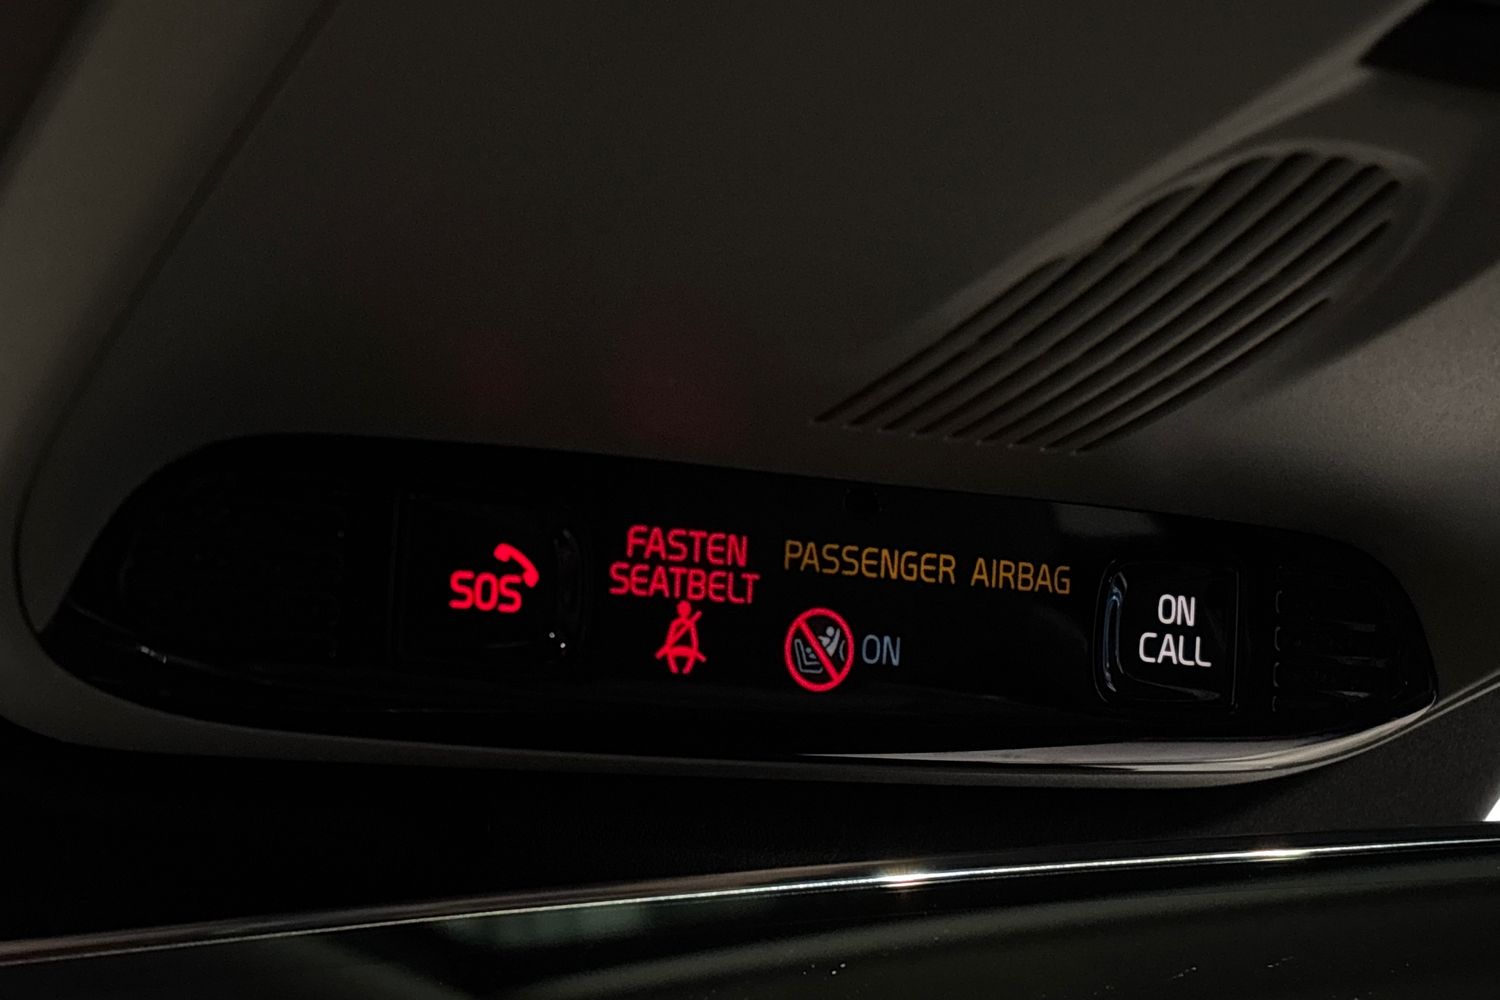 SOS
FASTEN
SEATBELT
PASSENGER AIRBAG
ON
ON
CALL